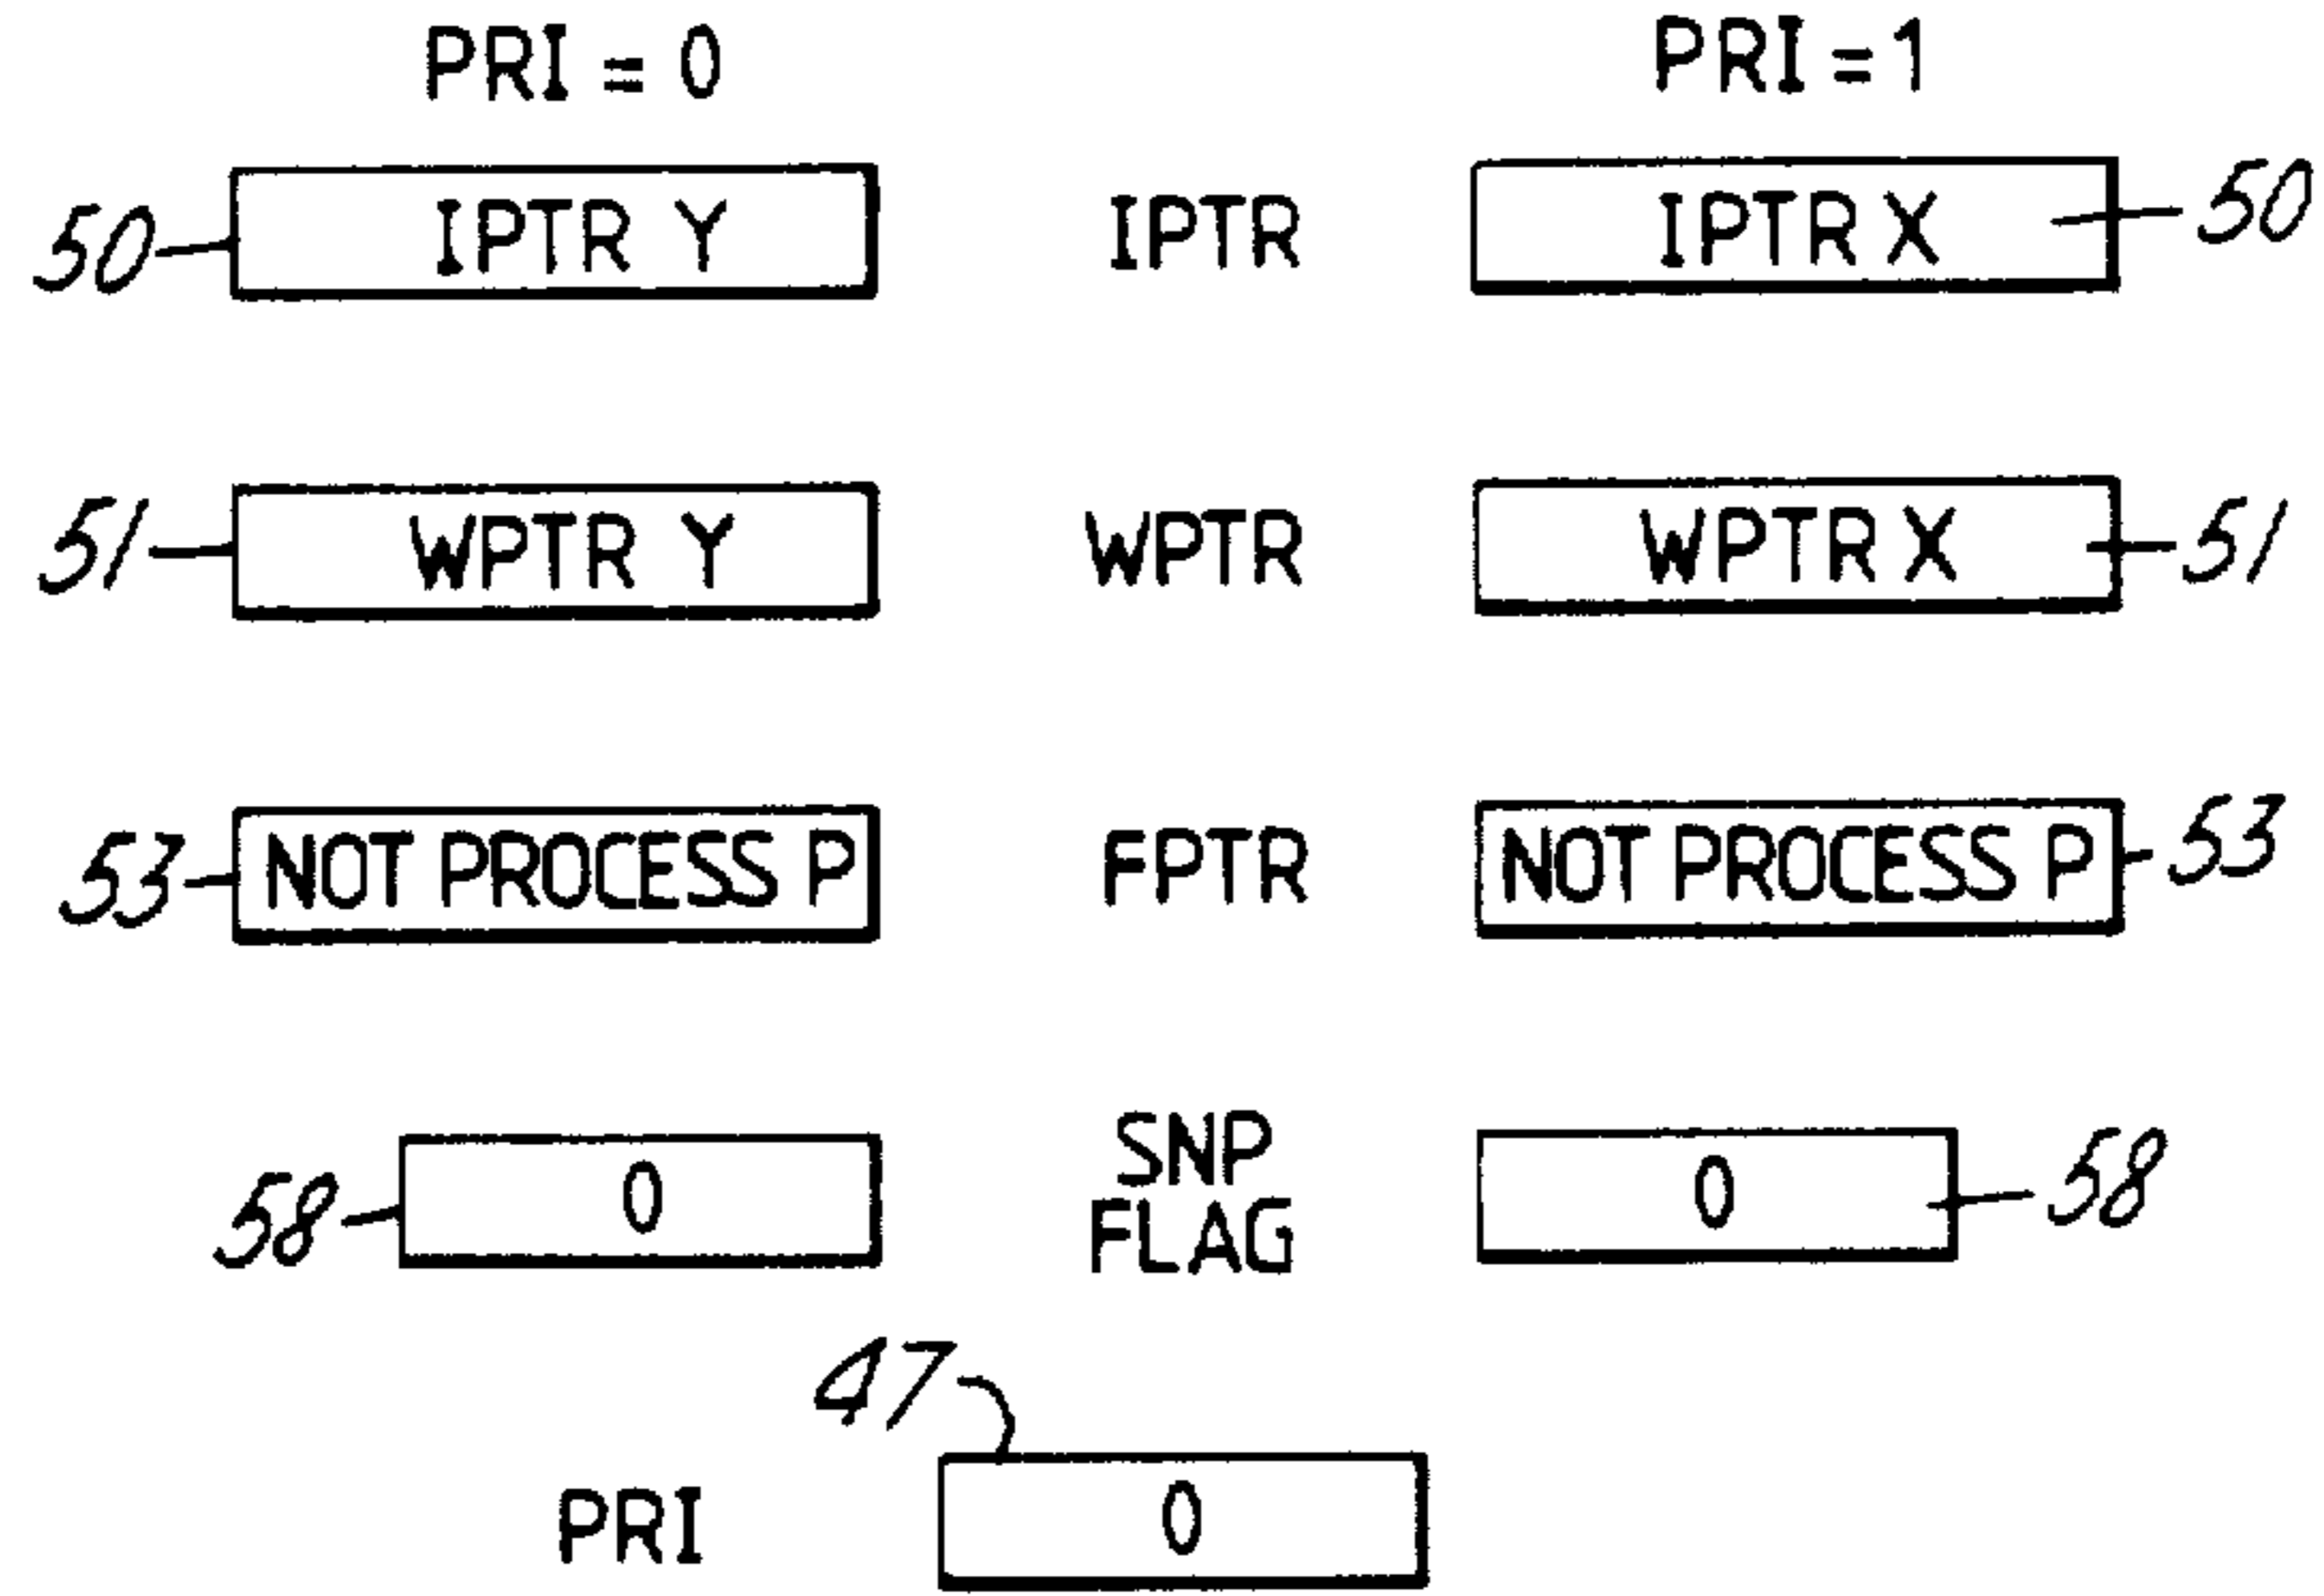 PRI = 0 PRI = 1
50 IPTR Y IPTR IPTR X 50
51 WPTR Y WPTR WPTR X 51
53 NOT PROCESS P FPTR NOT PROCESS P 53
SNP
58 0 FLAG 0 58
47
PRI 0